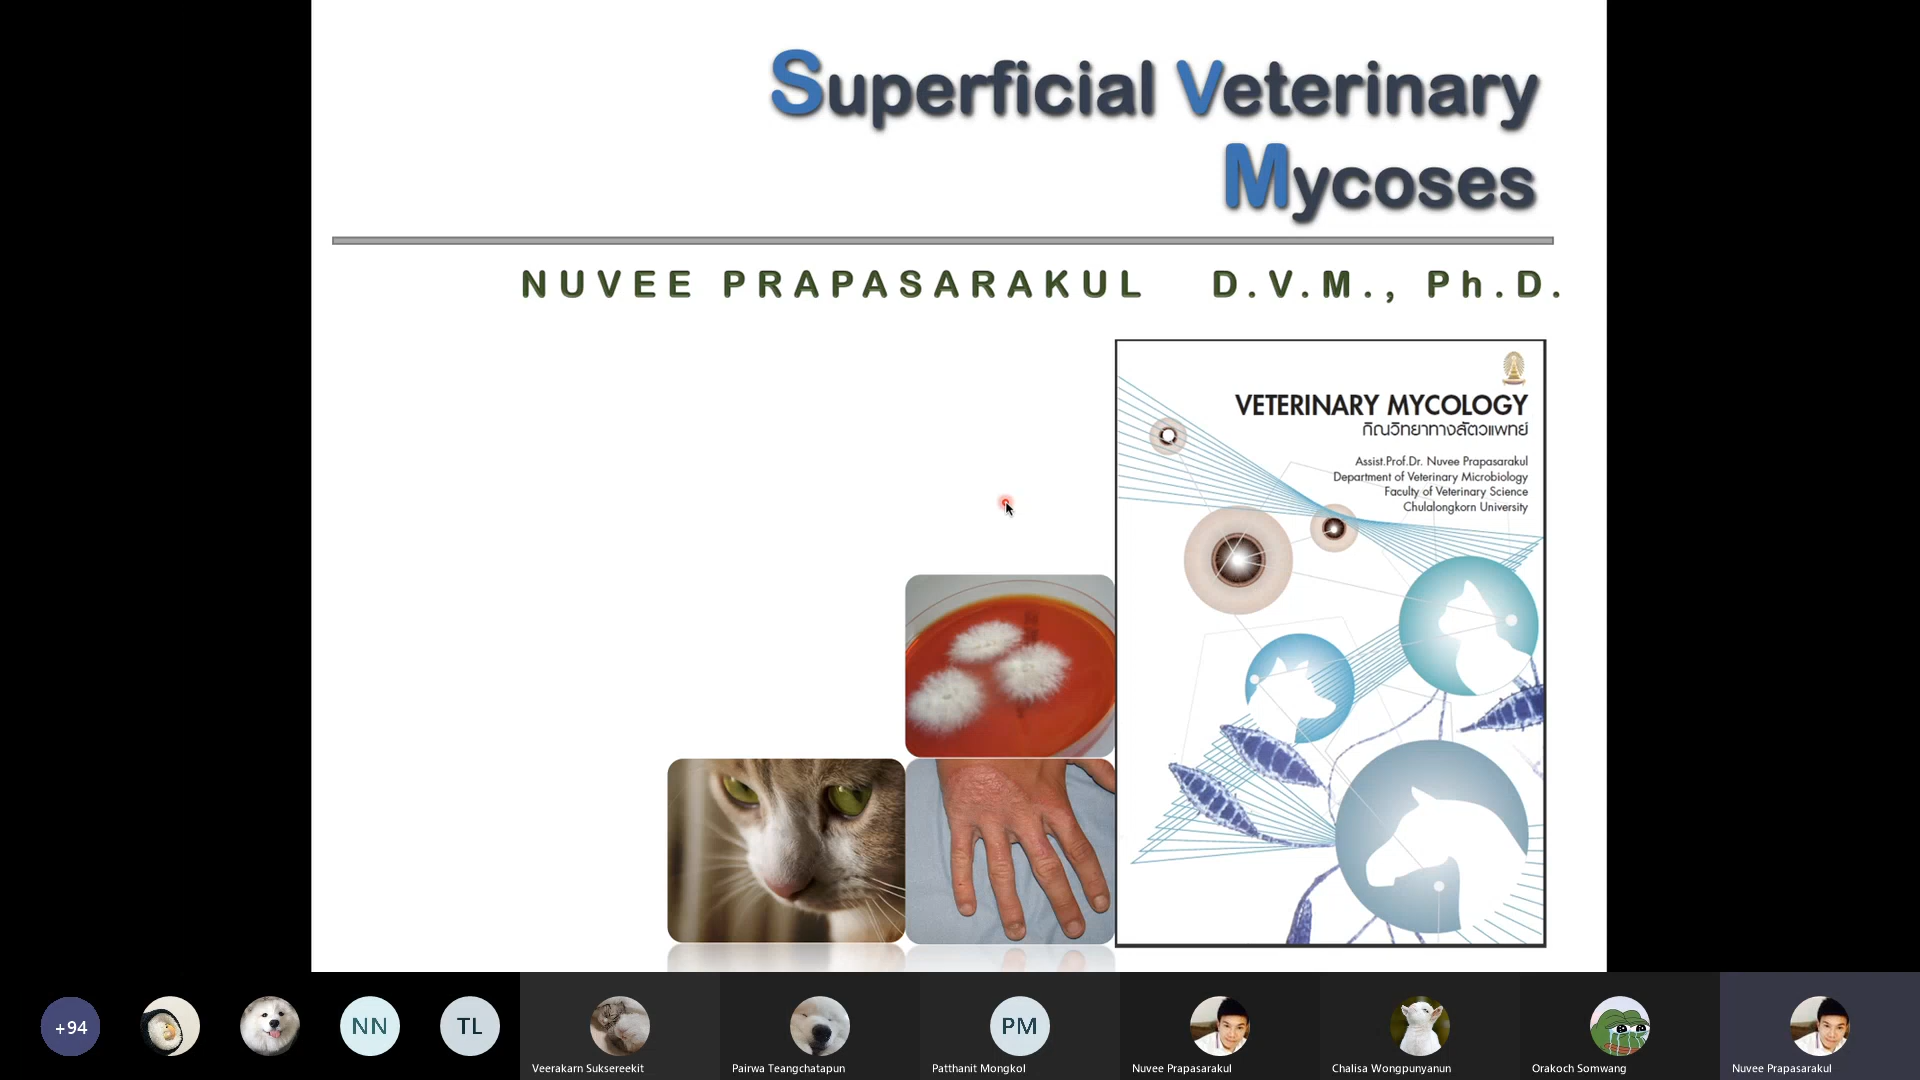 Superficial Veterinary
Mycoses
NUVEE PRAPASARAKUL D.V.M., Ph.D.
VETERINARY MYCOLOGY
กิณวิทยาทางสัตวแพทย์
Assist.Prof.Dr. Nuvee Prapasarakul
Department of Veterinary Microbiology
Faculty of Veterinary Science
Chulalongkorn University
+94
NN
TL
PM
Veerakarn Suksereekit
Pairwa Teangchatapun
Patthanit Mongkol
Nuvee Prapasarakul
Chalisa Wongpunyanun
Orakoch Somwang
Nuvee Prapasarakul